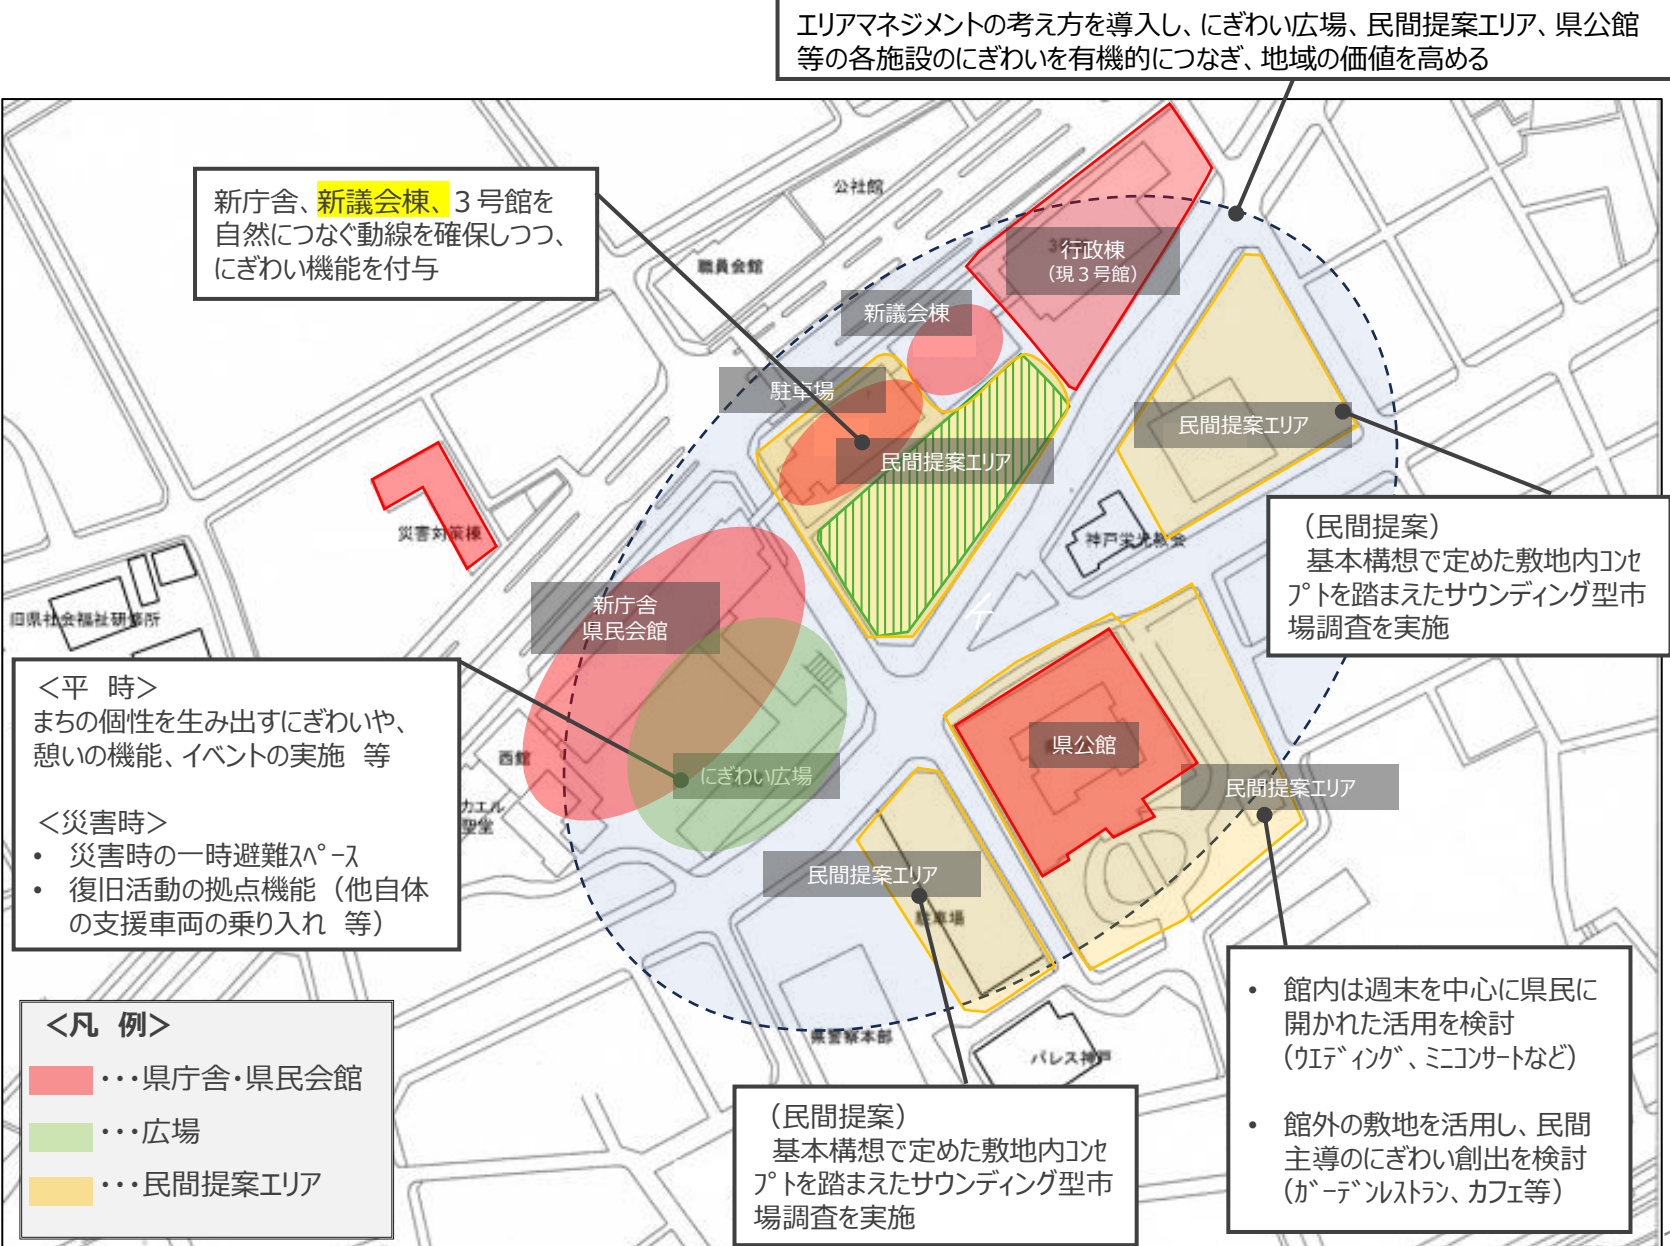 エリアマネジメントの考え方を導入し、にぎわい広場、民間提案エリア、県公館
等の各施設のにぎわいを有機的につなぎ、地域の価値を高める
新庁舎、新議会棟、３号館を
自然につなぐ動線を確保しつつ、
にぎわい機能を付与
公社館
職員会館
行政棟
（現３号館）
新議会棟
駐車場
民間提案エリア
民間提案エリア
神戸栄光教会
（民間提案）
基本構想で定めた敷地内ｺﾝｾ
ﾌﾟﾄを踏まえたサウンディング型市
場調査を実施
災害対策棟
旧県社会福祉研修所
新庁舎
県民会館
＜平　時＞
まちの個性を生み出すにぎわいや、
憩いの機能、イベントの実施　等
＜災害時＞
• 災害時の一時避難ｽﾍﾟｰｽ
• 復旧活動の拠点機能（他自体
の支援車両の乗り入れ　等）
西館
カエル
聖堂
にぎわい広場
県公館
民間提案エリア
民間提案エリア
駐車場
県警察本部
パレス神戸
＜凡　例＞
･･･県庁舎・県民会館
･･･広場
･･･民間提案エリア
（民間提案）
基本構想で定めた敷地内ｺﾝｾ
ﾌﾟﾄを踏まえたサウンディング型市
場調査を実施
• 館内は週末を中心に県民に
開かれた活用を検討
（ｳｴﾃﾞｨﾝｸﾞ、ミニコンサートなど）
• 館外の敷地を活用し、民間
主導のにぎわい創出を検討
（ｶﾞｰﾃﾞﾝﾚｽﾄﾗﾝ、カフェ等）